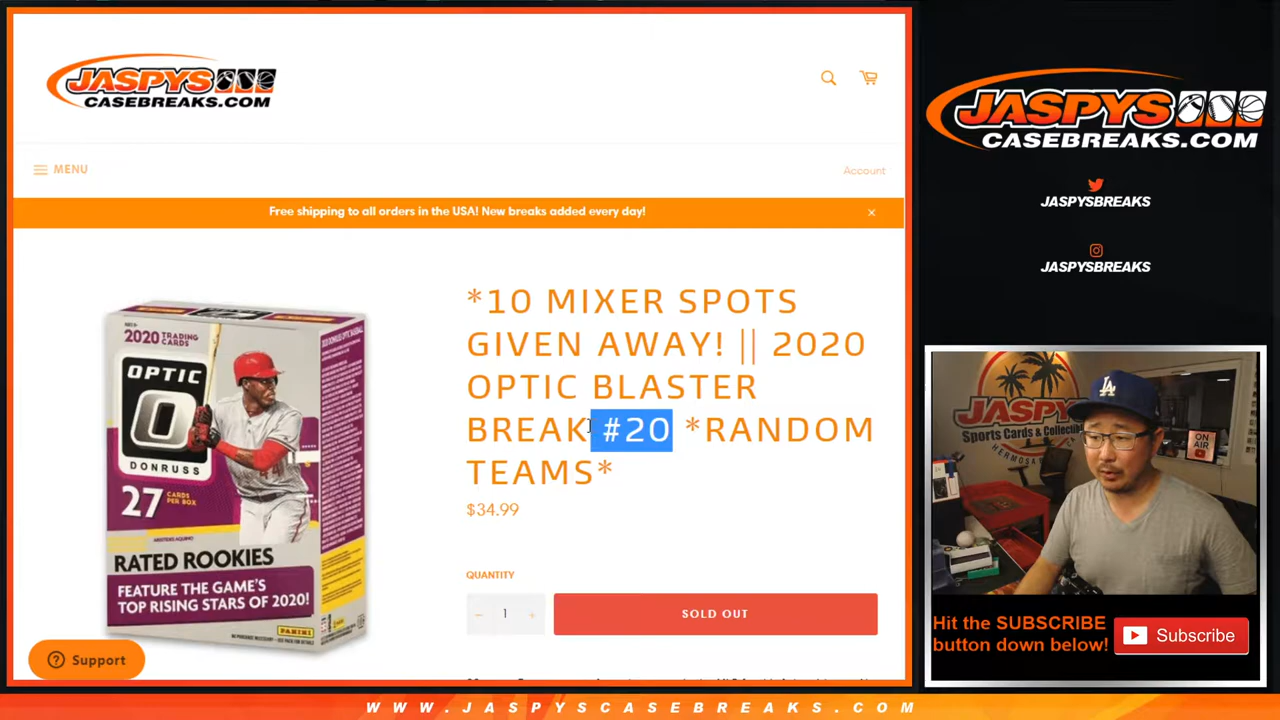 JASPYS
CASEBREAKS.COM
MENU
Account
Free shipping to all orders in the USA! New breaks added every day!
×
*10 MIXER SPOTS
GIVEN AWAY! || 2020
OPTIC BLASTER
BREAK #20 *RANDOM
TEAMS*
$34.99
QUANTITY
− 1 +
SOLD OUT
2020 TRADING CARDS
OPTIC
DONRUSS
27 CARDS PER BOX
RATED ROOKIES
FEATURE THE GAME'S
TOP RISING STARS OF 2020!
PANINI
Support
JASPYS
CASEBREAKS.COM
JASPYSBREAKS
JASPYSBREAKS
Sports Cards & Collectib
HERMOSA
ON AIR
LA
Hit the SUBSCRIBE
button down below!
Subscribe
WWW.JASPYSCASEBREAKS.COM